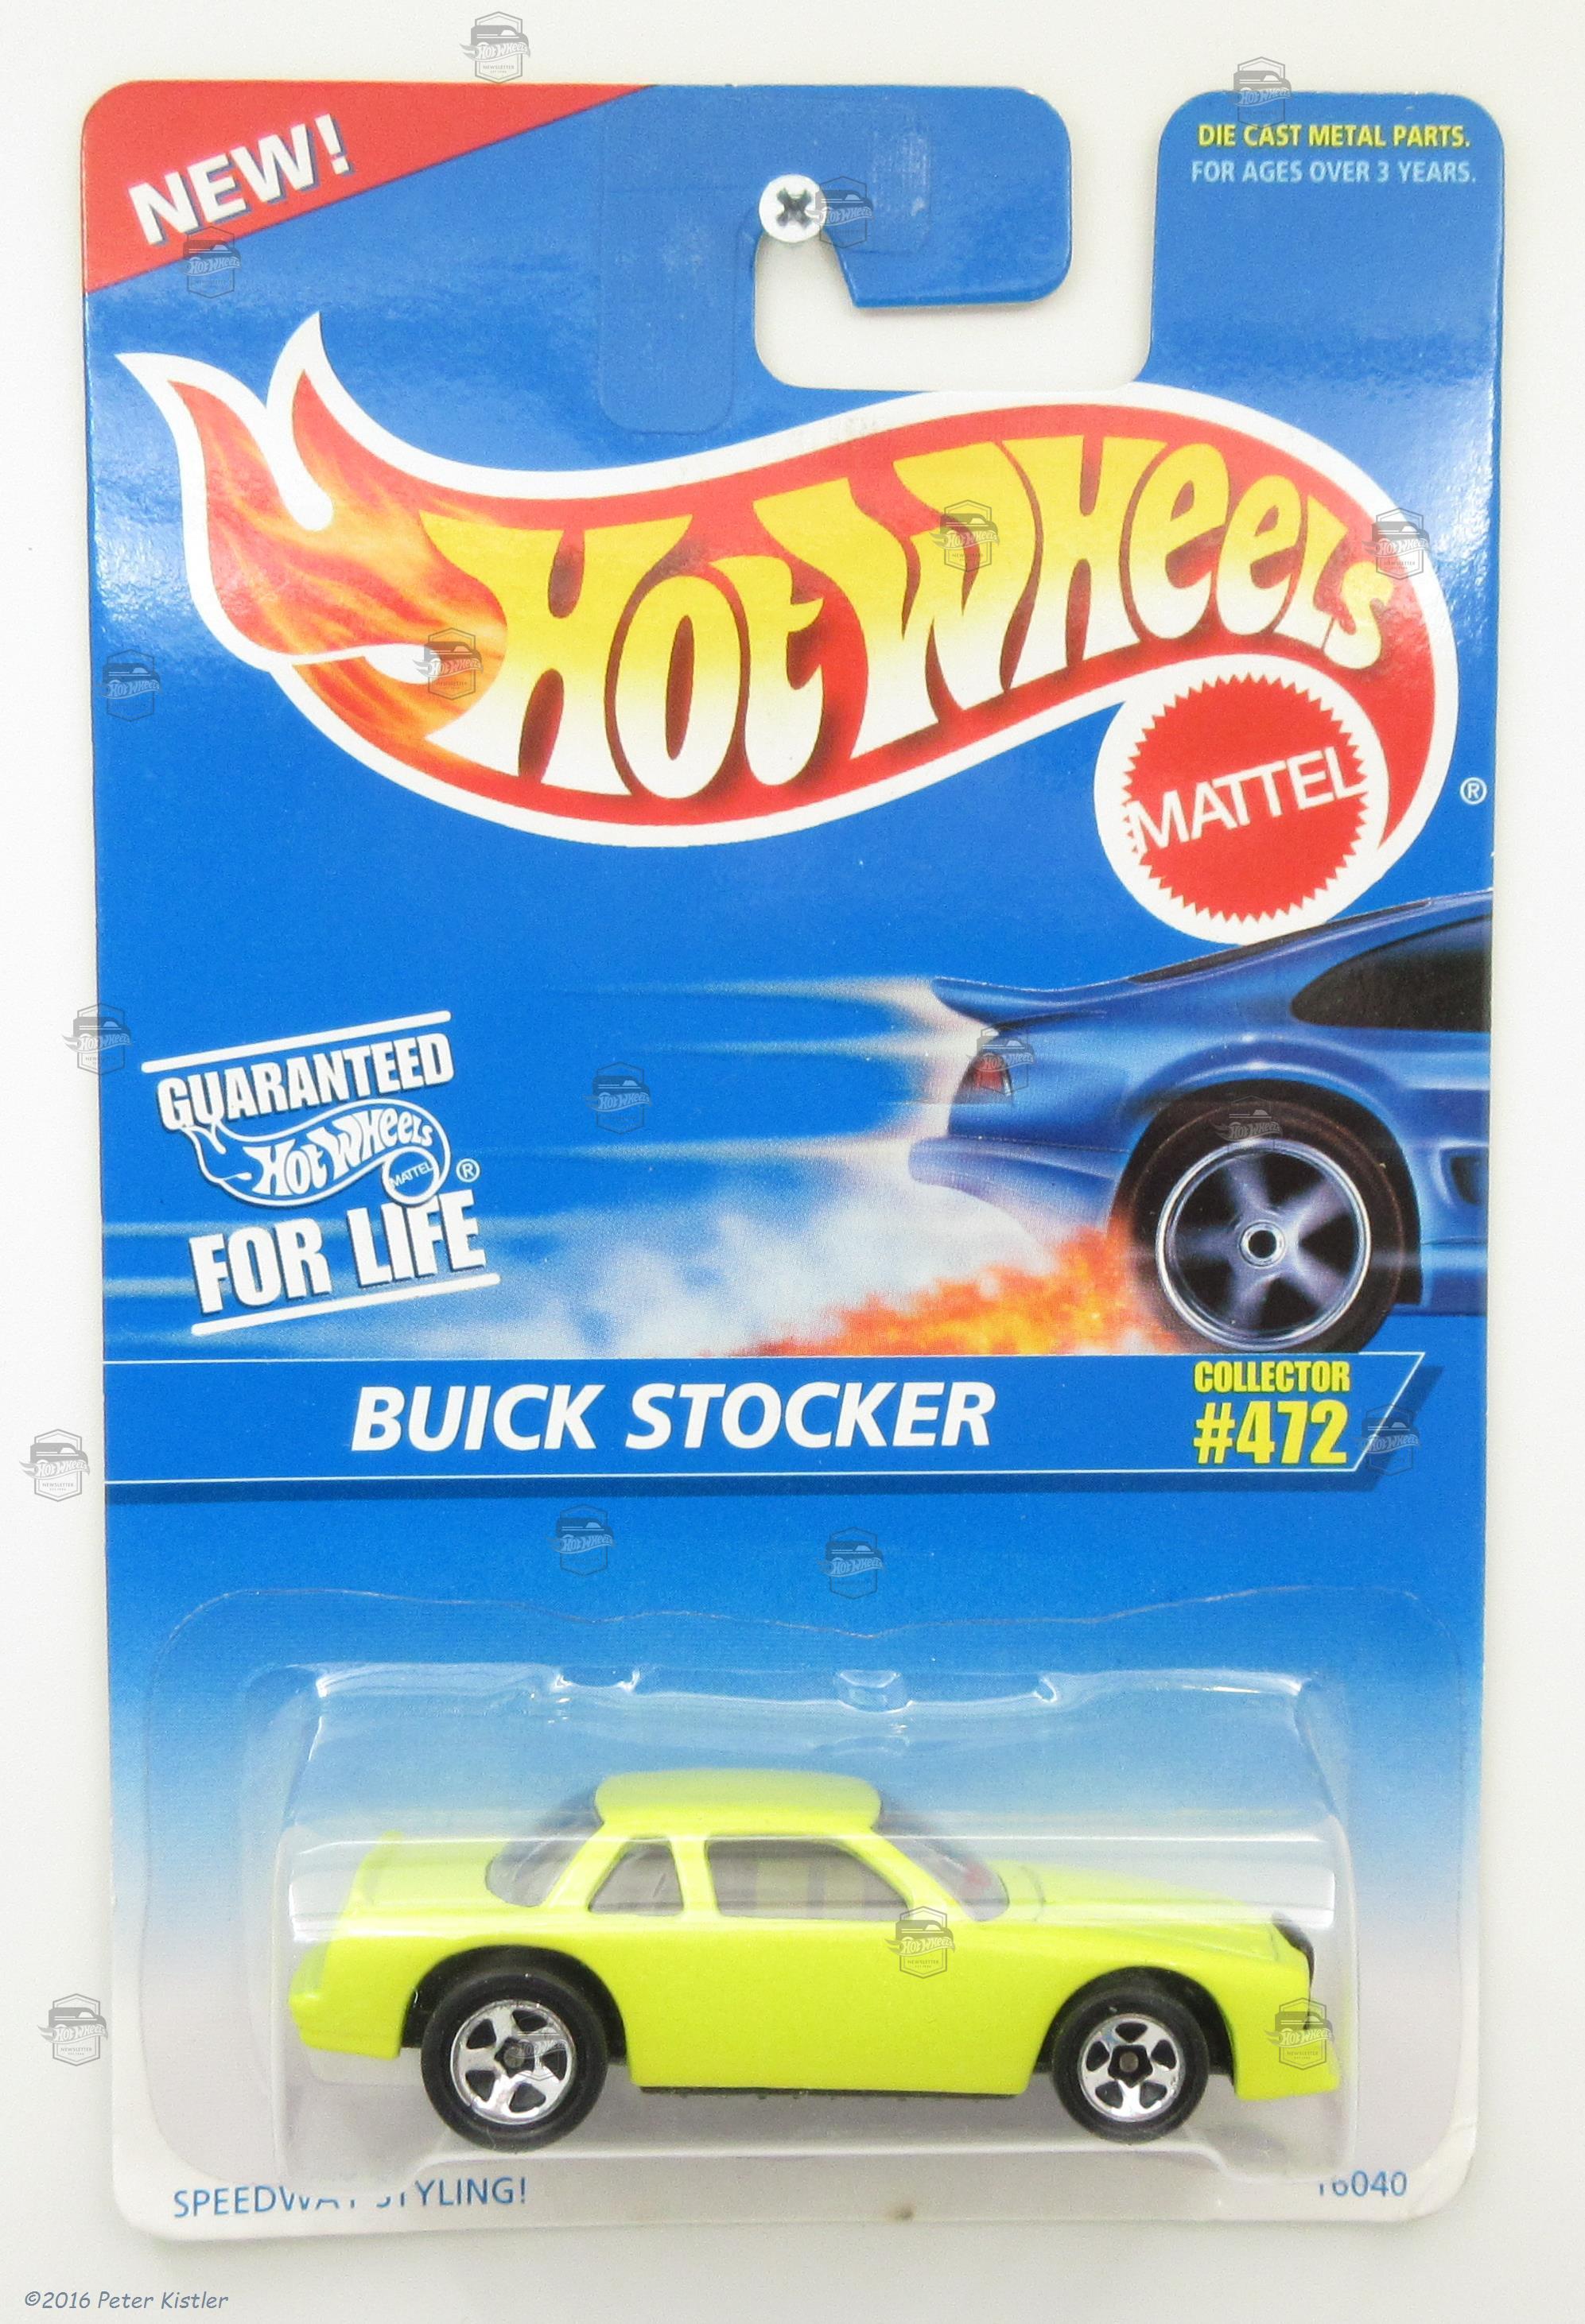 NEW!
DIE CAST METAL PARTS.
FOR AGES OVER 3 YEARS.
Hot Wheels
MATTEL
®
GUARANTEED
Hot Wheels
MATTEL
®
FOR LIFE
BUICK STOCKER
COLLECTOR
#472
SPEEDWAY STYLING!
16040
©2016 Peter Kistler